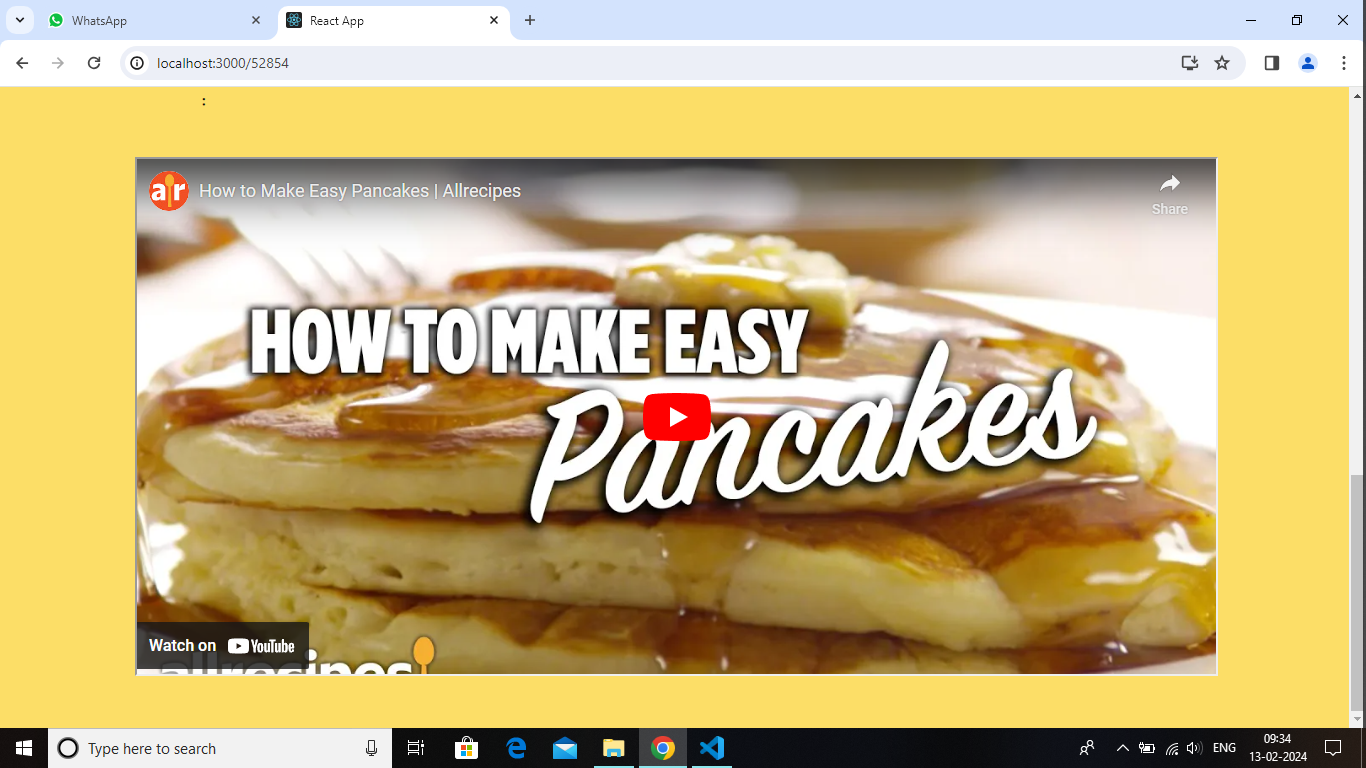 WhatsApp
React App
localhost:3000/52854
:
ar
How to Make Easy Pancakes | Allrecipes
Share
HOW TO MAKE EASY
Pancakes
Watch on YouTube
allrecipes
Type here to search
ENG
09:34
13-02-2024